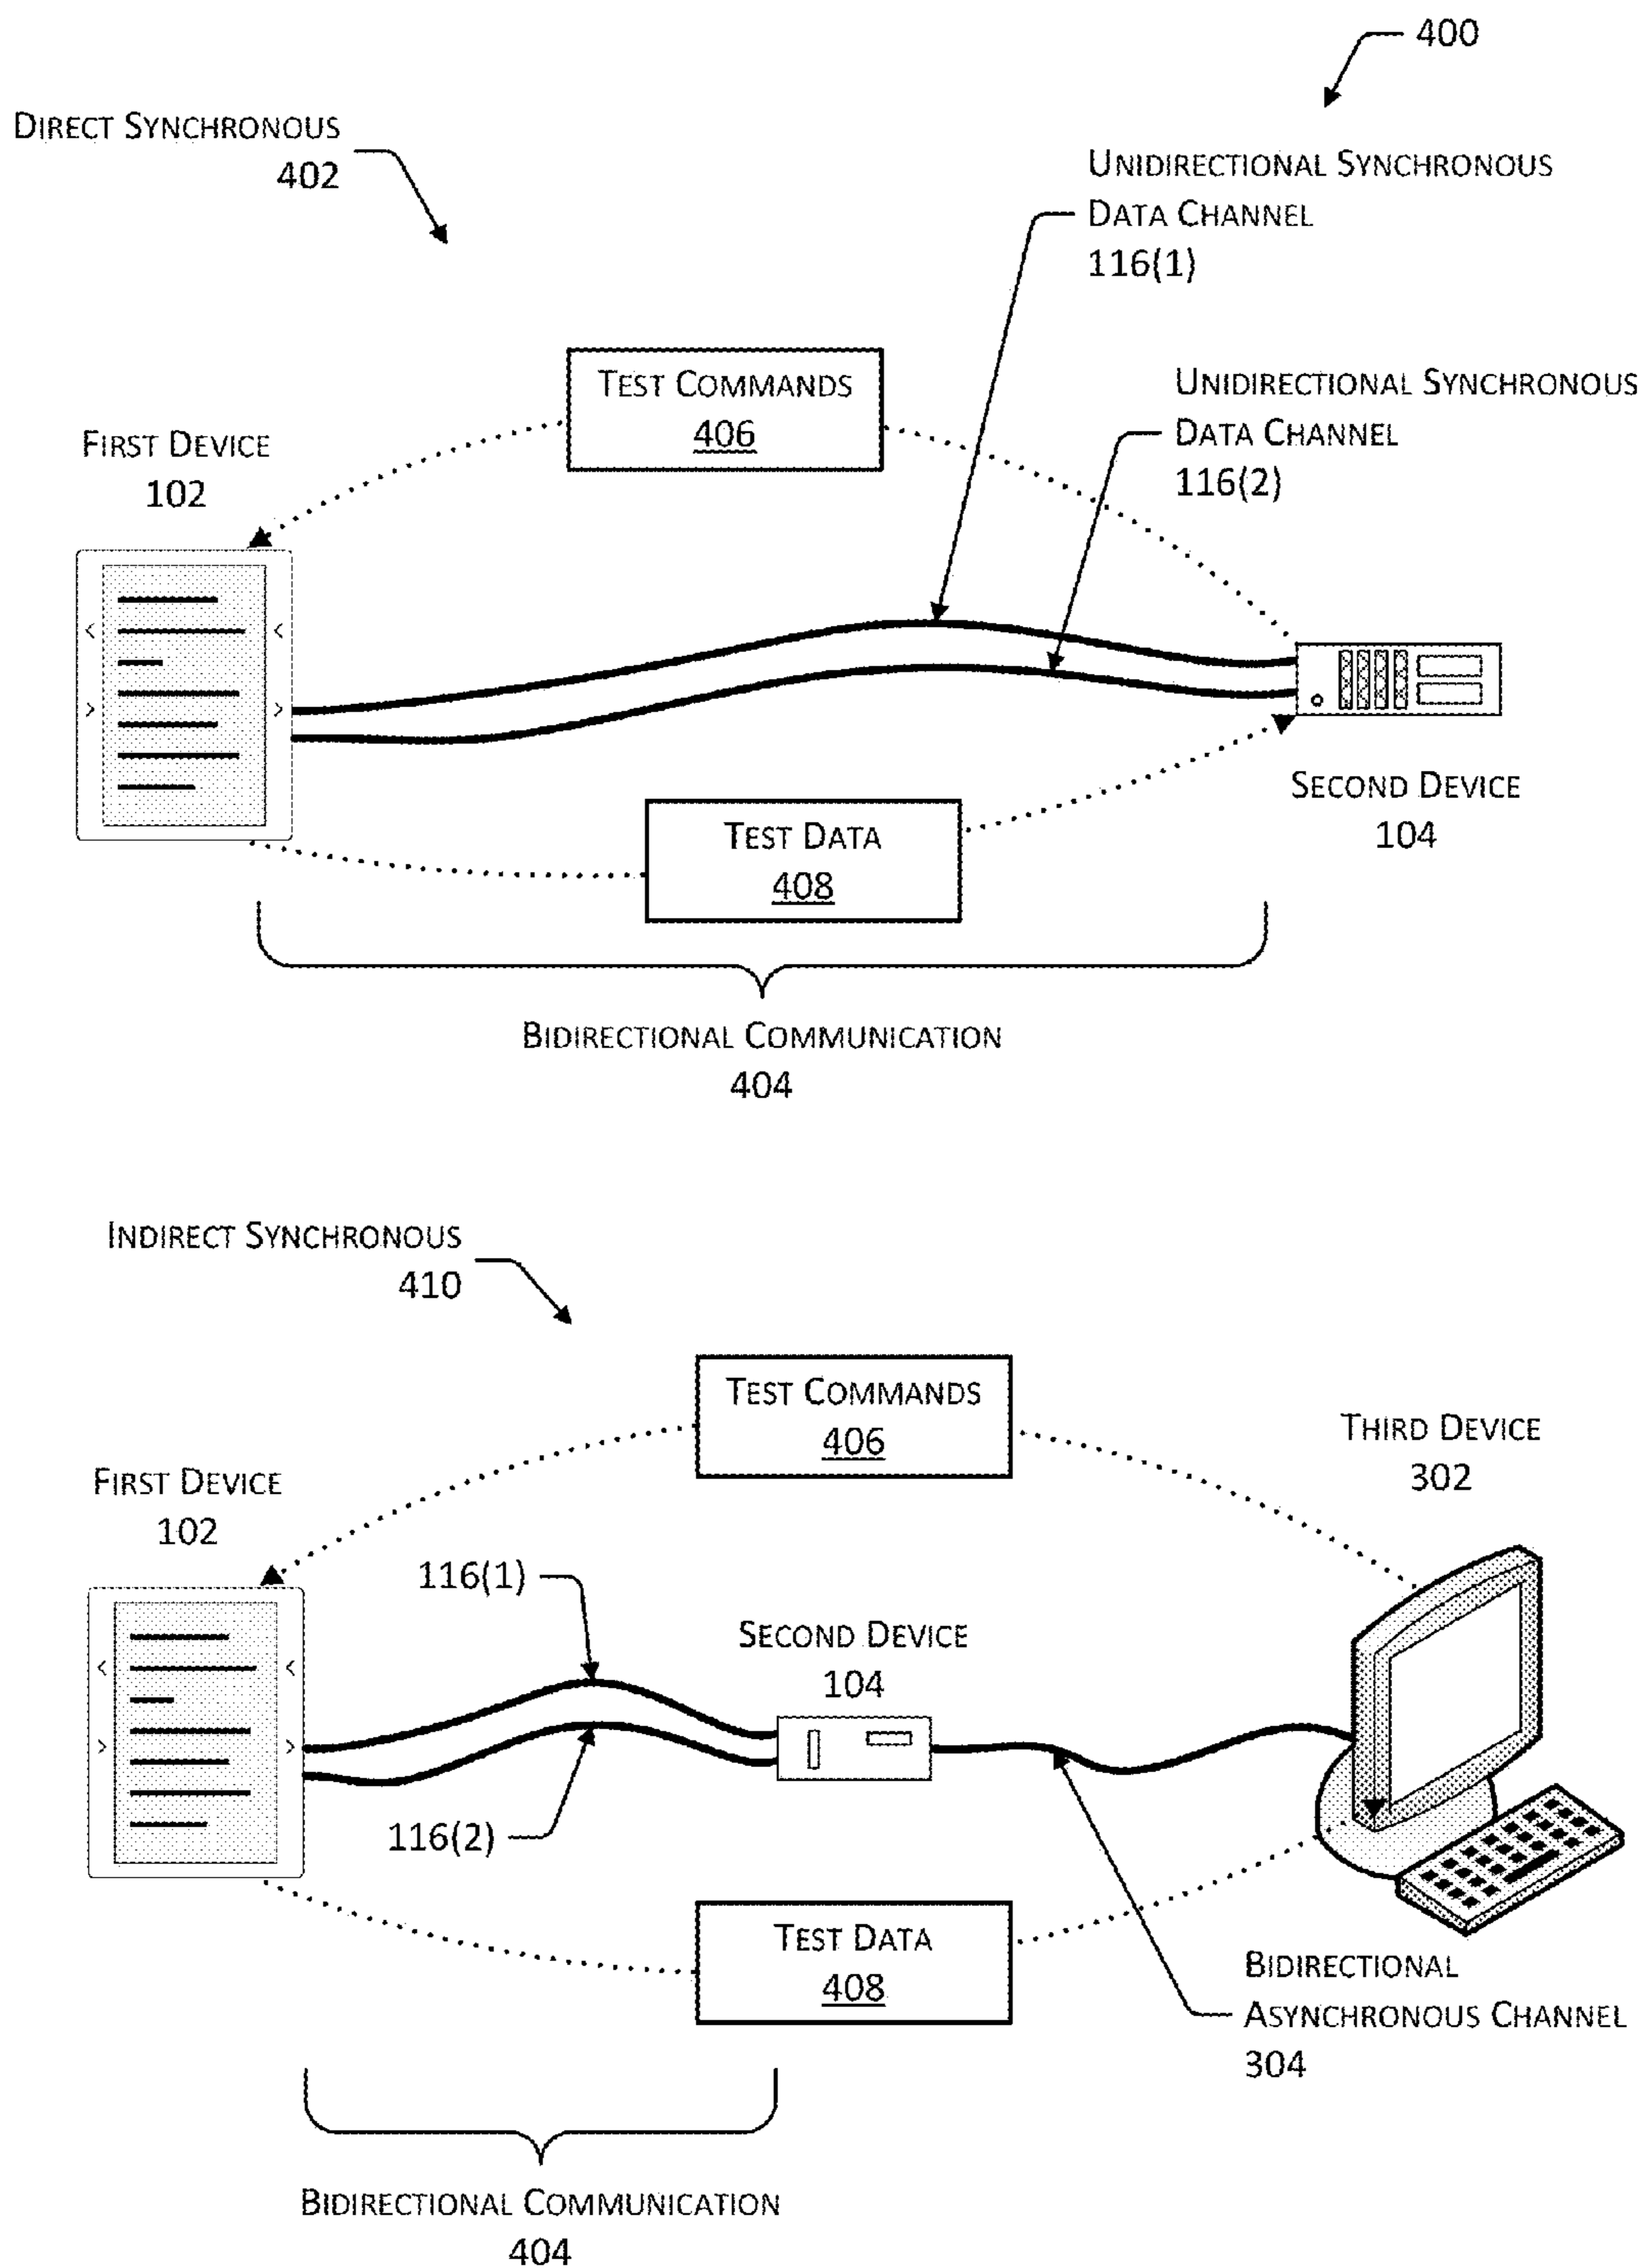 400
DIRECT SYNCHRONOUS
402
UNIDIRECTIONAL SYNCHRONOUS
DATA CHANNEL
116(1)
TEST COMMANDS
406
UNIDIRECTIONAL SYNCHRONOUS
DATA CHANNEL
116(2)
FIRST DEVICE
102
SECOND DEVICE
104
TEST DATA
408
BIDIRECTIONAL COMMUNICATION
404
INDIRECT SYNCHRONOUS
410
TEST COMMANDS
406
THIRD DEVICE
302
FIRST DEVICE
102
116(1)
SECOND DEVICE
104
116(2)
TEST DATA
408
BIDIRECTIONAL
ASYNCHRONOUS CHANNEL
304
BIDIRECTIONAL COMMUNICATION
404